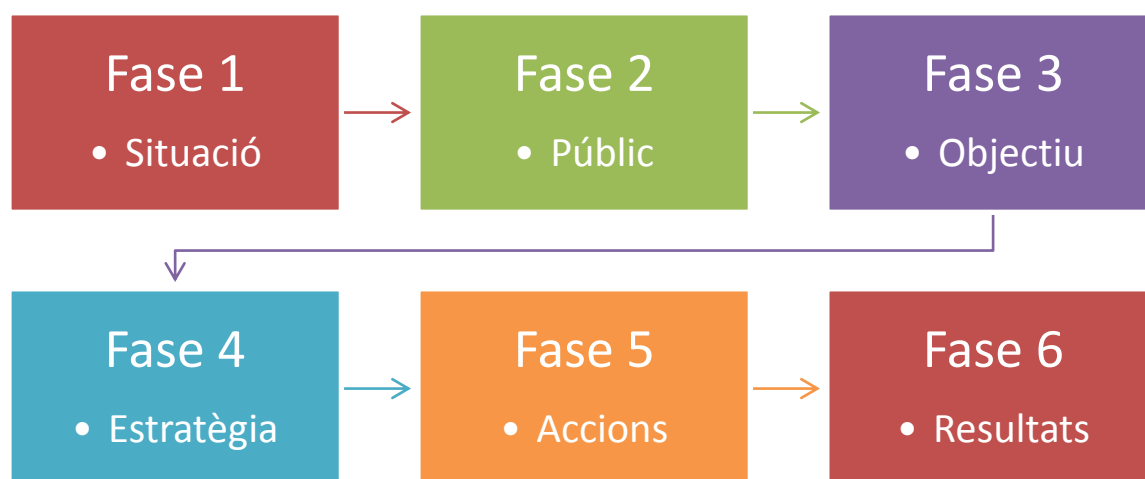 Fase 1
• Situació
Fase 2
• Públic
Fase 3
• Objectiu
Fase 4
• Estratègia
Fase 5
• Accions
Fase 6
• Resultats